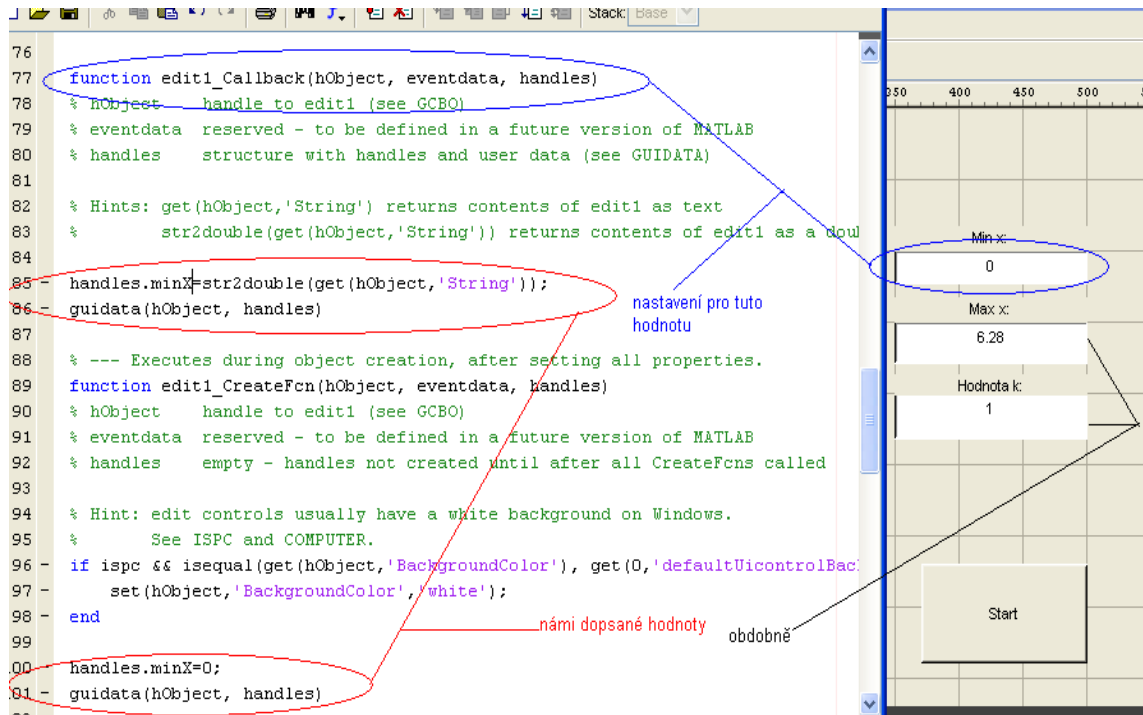 Stack: Base
76
77 function edit1_Callback(hObject, eventdata, handles)
78 % hObject    handle to edit1 (see GCBO)
79 % eventdata  reserved - to be defined in a future version of MATLAB
80 % handles    structure with handles and user data (see GUIDATA)
81
82 % Hints: get(hObject,'String') returns contents of edit1 as text
83 %        str2double(get(hObject,'String')) returns contents of edit1 as a doub
84
85 - handles.minX=str2double(get(hObject,'String'));
86 - guidata(hObject, handles)
87
88 % --- Executes during object creation, after setting all properties.
89 function edit1_CreateFcn(hObject, eventdata, handles)
90 % hObject    handle to edit1 (see GCBO)
91 % eventdata  reserved - to be defined in a future version of MATLAB
92 % handles    empty - handles not created until after all CreateFcns called
93
94 % Hint: edit controls usually have a white background on Windows.
95 %       See ISPC and COMPUTER.
96 - if ispc && isequal(get(hObject,'BackgroundColor'), get(0,'defaultUicontrolBac
97 -     set(hObject,'BackgroundColor','white');
98 - end
99
100 - handles.minX=0;
101 - guidata(hObject, handles)
nastavení pro tuto
hodnotu
námi dopsané hodnoty
obdobně
350 400 450 500
Min x:
0
Max x:
6.28
Hodnota k:
1
Start